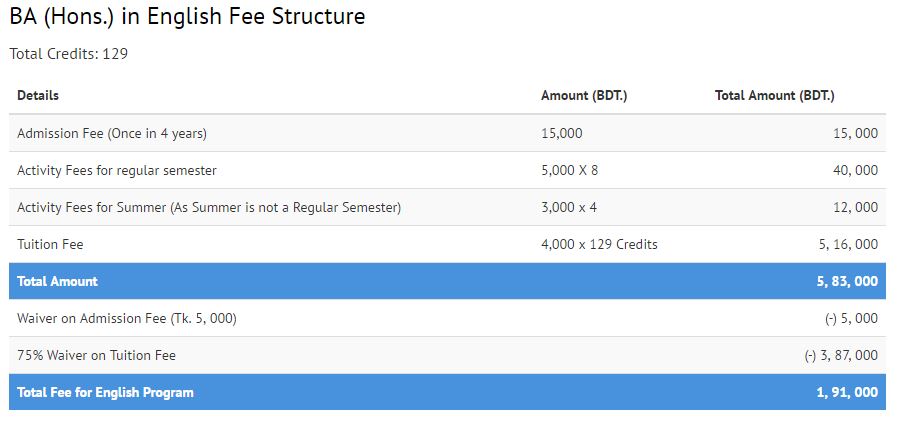 BA (Hons.) in English Fee Structure
Total Credits: 129
Details Amount (BDT.) Total Amount (BDT.)
Admission Fee (Once in 4 years) 15,000 15, 000
Activity Fees for regular semester 5,000 X 8 40, 000
Activity Fees for Summer (As Summer is not a Regular Semester) 3,000 x 4 12, 000
Tuition Fee 4,000 x 129 Credits 5, 16, 000
Total Amount 5, 83, 000
Waiver on Admission Fee (Tk. 5, 000) (-) 5, 000
75% Waiver on Tuition Fee (-) 3, 87, 000
Total Fee for English Program 1, 91, 000